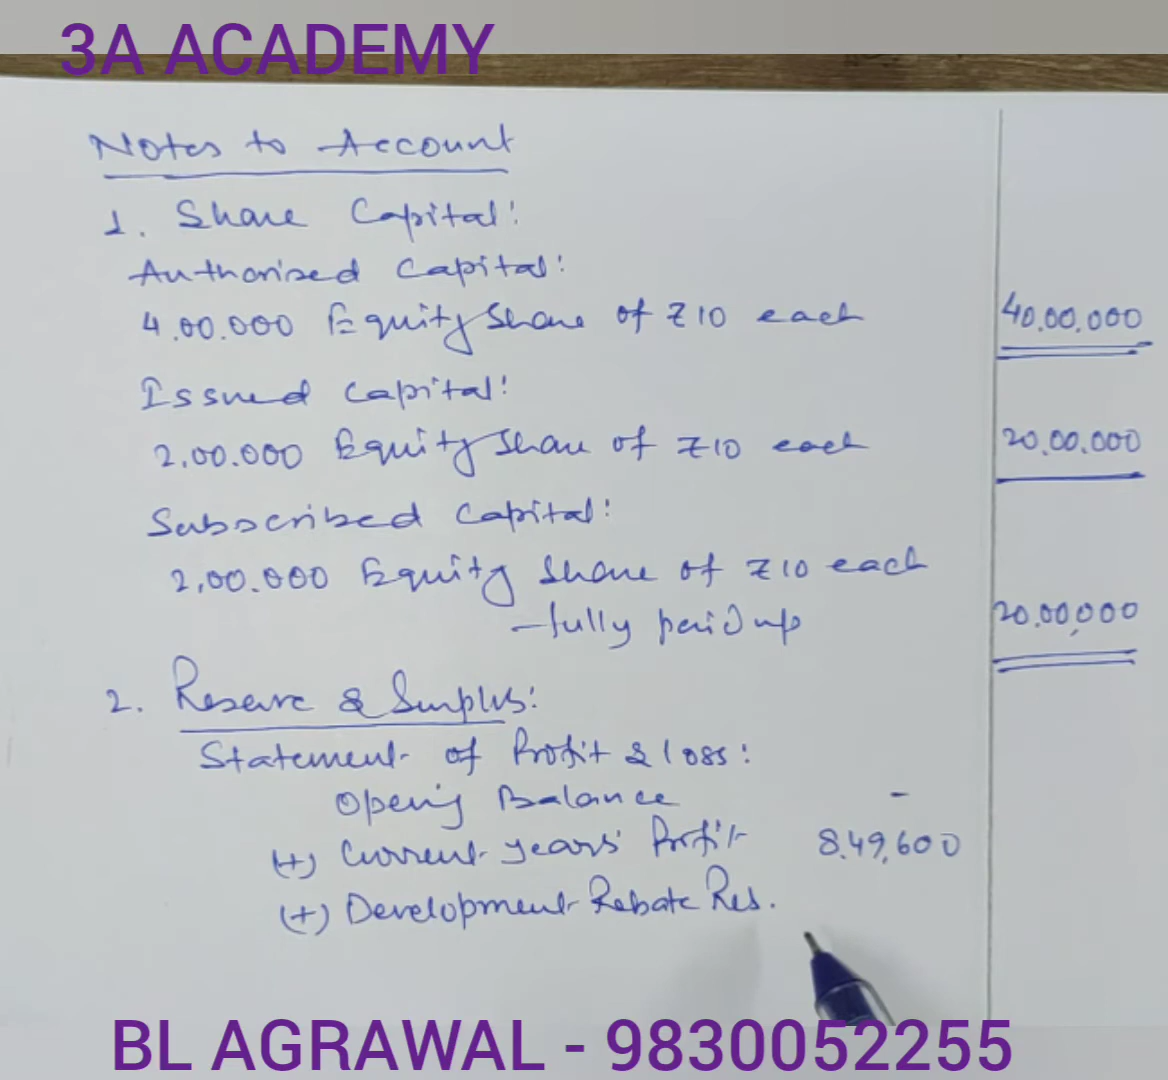 3A ACADEMY
Notes to Account
1. Share Capital:
Authorised Capital:
4,00,000 Equity Share of ₹10 each 40,00,000
Issued Capital:
2,00,000 Equity Share of ₹10 each 20,00,000
Subscribed Capital:
2,00,000 Equity Share of ₹10 each
- fully paid up 20,00,000
2. Reserve & Surplus:
Statement of Profit & loss:
Opening Balance -
(+) Current years' Profit 8,49,600
(+) Development Rebate Res.
BL AGRAWAL - 9830052255